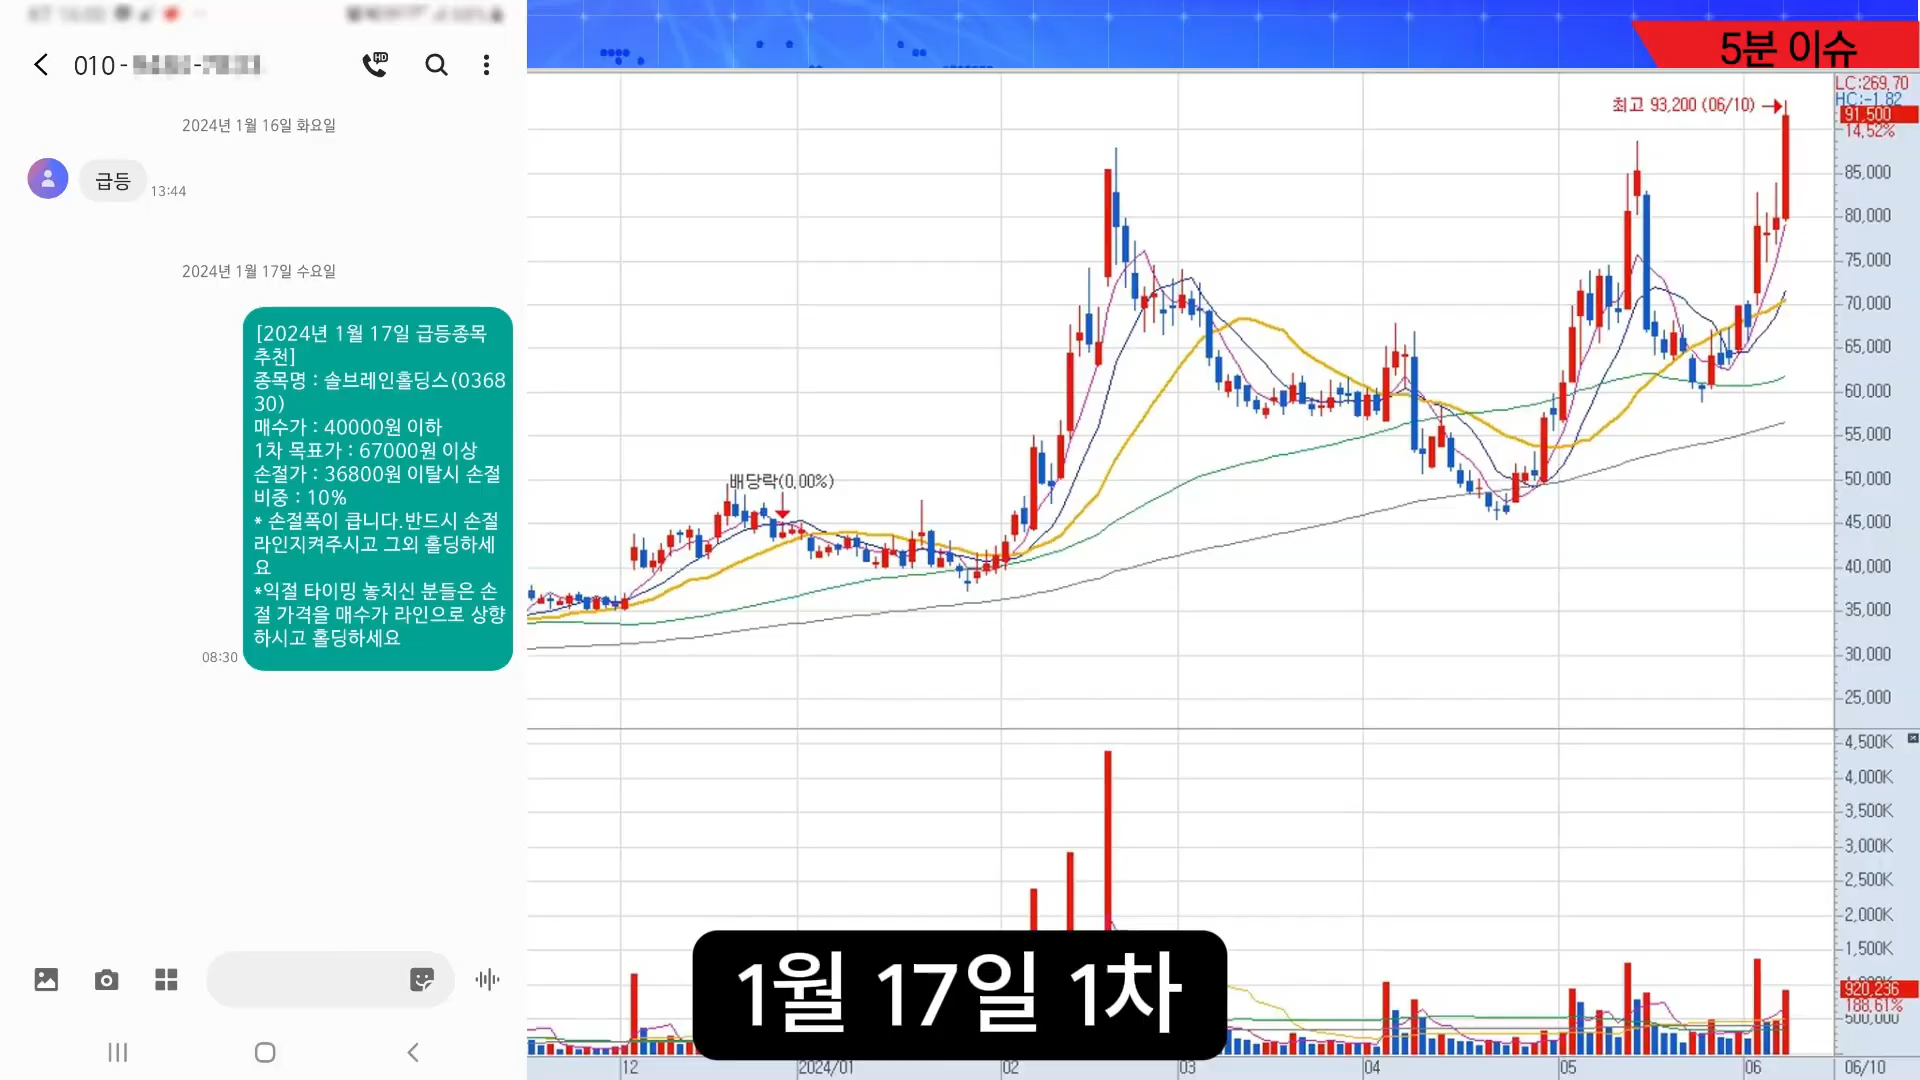 010-
2024년 1월 16일 화요일
급등
13:44
2024년 1월 17일 수요일
[2024년 1월 17일 급등종목
추천]
종목명 : 솔브레인홀딩스(0368
30)
매수가 : 40000원 이하
1차 목표가 : 67000원 이상
손절가 : 36800원 이탈시 손절
비중 : 10%
* 손절폭이 큽니다.반드시 손절
라인지켜주시고 그외 홀딩하세
요
*익절 타이밍 놓치신 분들은 손
절 가격을 매수가 라인으로 상향
하시고 홀딩하세요
08:30
5분 이슈
LC:269.70
HC:-1.82
최고 93,200 (06/10)
91,500
14.52%
85,000
80,000
75,000
70,000
65,000
60,000
55,000
배당락(0.00%)
50,000
45,000
40,000
35,000
30,000
25,000
4,500K
4,000K
3,500K
3,000K
2,500K
2,000K
1,500K
920,236
188.61%
500,000
1월 17일 1차
12
2024/01
02
03
04
05
06
06/10